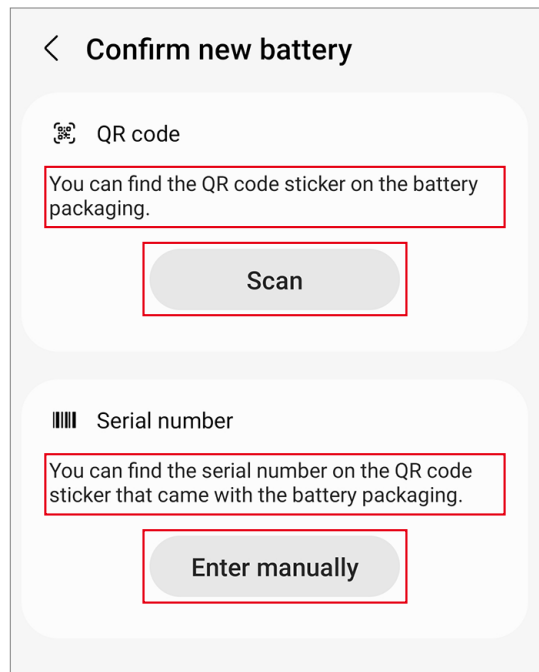 Confirm new battery
QR code
You can find the QR code sticker on the battery
packaging.
Scan
Serial number
You can find the serial number on the QR code
sticker that came with the battery packaging.
Enter manually